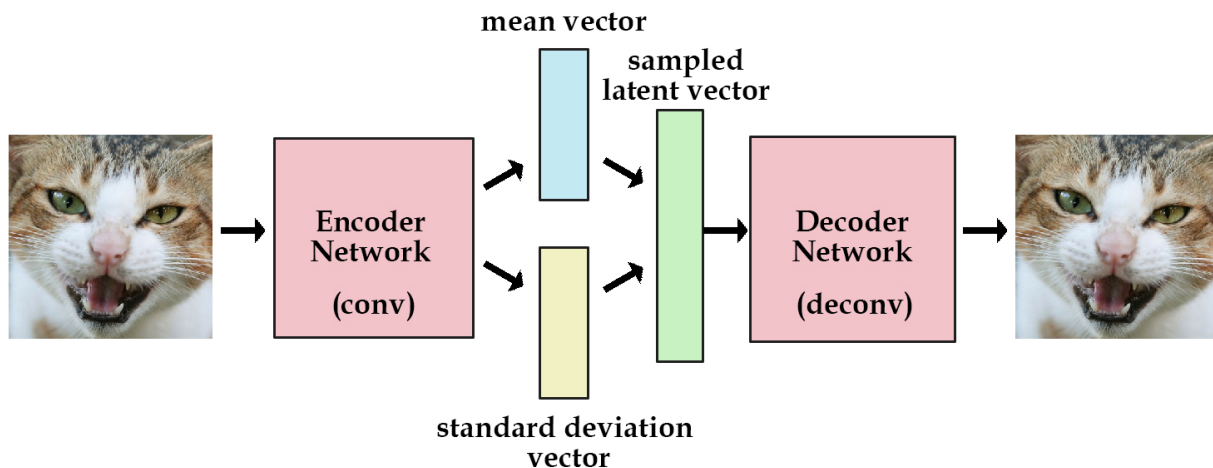 mean vector
sampled
latent vector
Encoder
Network
(conv)
Decoder
Network
(deconv)
standard deviation
vector